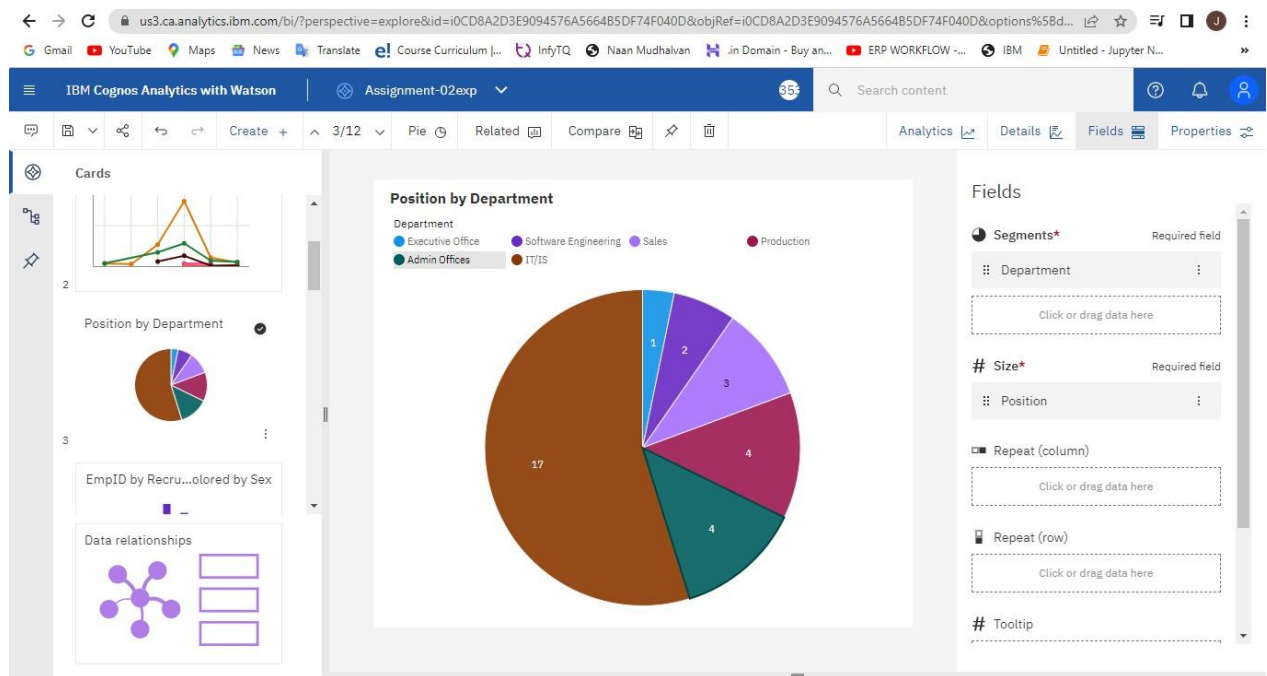 us3.ca.analytics.ibm.com/bi/?perspective=explore&id=i0CD8A2D3E9094576A5664B5DF74F040D&objRef=i0CD8A2D3E9094576A5664B5DF74F040D&options%5Bd...
J
Gmail YouTube Maps News Translate Course Curriculum |... InfyTQ Naan Mudhalvan .in Domain - Buy an... ERP WORKFLOW -... IBM Untitled - Jupyter N... »
IBM Cognos Analytics with Watson Assignment-02exp Search content
Create + 3/12 Pie Related Compare Analytics Details Fields Properties
Cards
2
Position by Department
3
EmpID by Recru...olored by Sex
Data relationships
Position by Department
Department
Executive Office Software Engineering Sales Production
Admin Offices IT/IS
1
2
3
4
4
17
Fields
Segments* Required field
Department
Click or drag data here
# Size* Required field
Position
Repeat (column)
Click or drag data here
Repeat (row)
Click or drag data here
# Tooltip